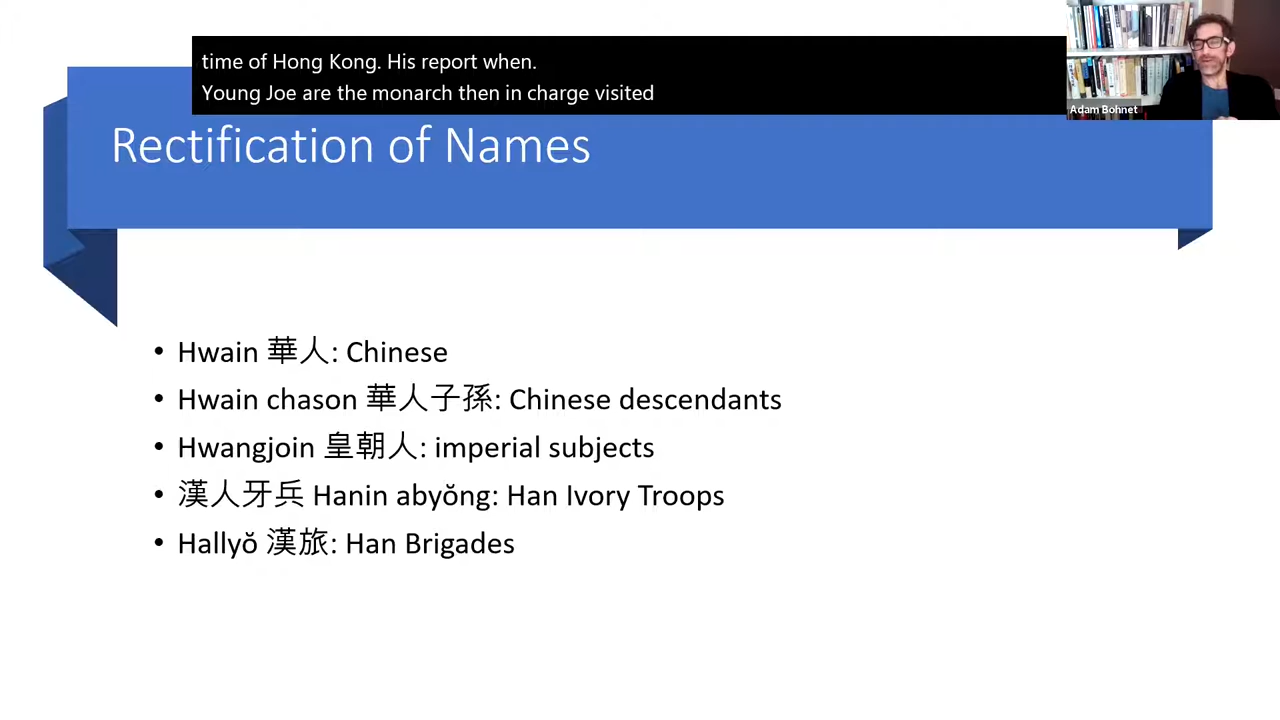 time of Hong Kong. His report when.
Young Joe are the monarch then in charge visited
Adam Bohnet
Rectification of Names
• Hwain 華人: Chinese
• Hwain chason 華人子孫: Chinese descendants
• Hwangjoin 皇朝人: imperial subjects
• 漢人牙兵 Hanin abyŏng: Han Ivory Troops
• Hallyŏ 漢旅: Han Brigades